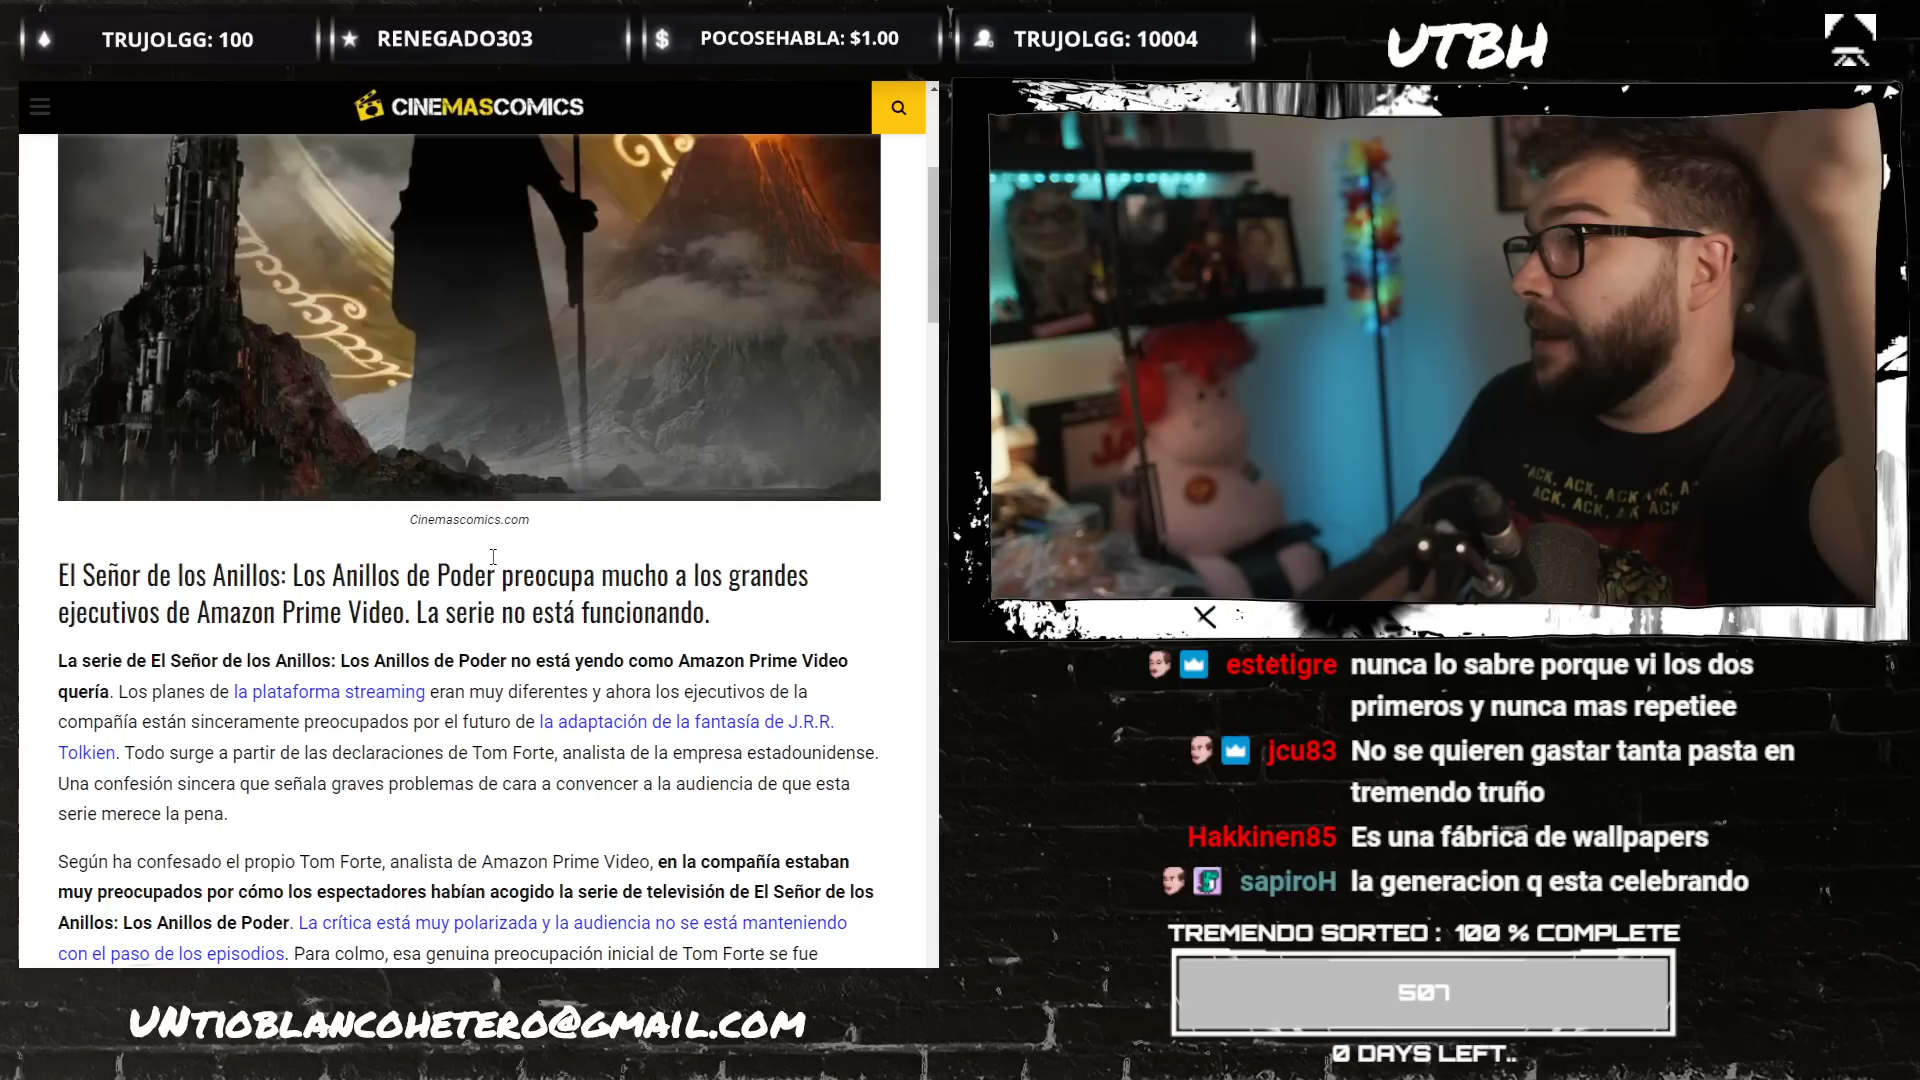 TRUJOLGG: 100
RENEGADO303
POCOSEHABLA: $1.00
TRUJOLGG: 10004
UTBH
CINEMASCOMICS
Cinemascomics.com
El Señor de los Anillos: Los Anillos de Poder preocupa mucho a los grandes
ejecutivos de Amazon Prime Video. La serie no está funcionando.
La serie de El Señor de los Anillos: Los Anillos de Poder no está yendo como Amazon Prime Video
quería. Los planes de la plataforma streaming eran muy diferentes y ahora los ejecutivos de la
compañía están sinceramente preocupados por el futuro de la adaptación de la fantasía de J.R.R.
Tolkien. Todo surge a partir de las declaraciones de Tom Forte, analista de la empresa estadounidense.
Una confesión sincera que señala graves problemas de cara a convencer a la audiencia de que esta
serie merece la pena.
Según ha confesado el propio Tom Forte, analista de Amazon Prime Video, en la compañía estaban
muy preocupados por cómo los espectadores habían acogido la serie de televisión de El Señor de los
Anillos: Los Anillos de Poder. La crítica está muy polarizada y la audiencia no se está manteniendo
con el paso de los episodios. Para colmo, esa genuina preocupación inicial de Tom Forte se fue
"ACK, ACK, ACK, ACK, A
ACK, ACK, ACK ACK
estetigre nunca lo sabre porque vi los dos
primeros y nunca mas repetiee
jcu83 No se quieren gastar tanta pasta en
tremendo truño
Hakkinen85 Es una fábrica de wallpapers
sapiroH la generacion q esta celebrando
TREMENDO SORTEO : 100 % COMPLETE
507
0 DAYS LEFT..
UNTIOBLANCOHETERO@GMAIL.COM